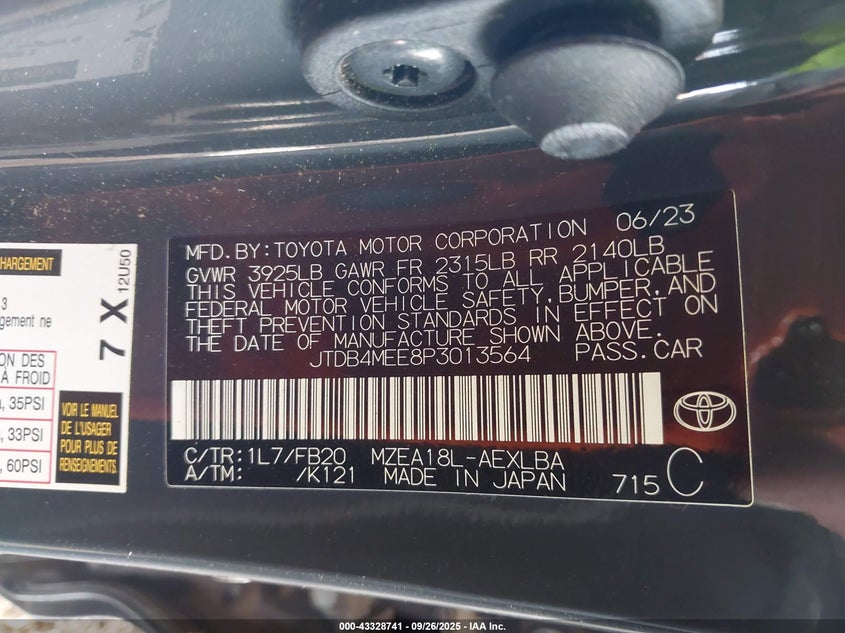 HARGEMENT
3
gement ne
ION DES
À FROID
, 35PSI
, 33PSI
, 60PSI
VOIR LE MANUEL
DE L'USAGER
POUR PLUS DE
RENSEIGNEMENTS.
7 X
12U50
MFD.BY:TOYOTA MOTOR CORPORATION 06/23
GVWR 3925LB GAWR FR 2315LB RR 2140LB
THIS VEHICLE CONFORMS TO ALL APPLICABLE
FEDERAL MOTOR VEHICLE SAFETY,BUMPER,AND
THEFT PREVENTION STANDARDS IN EFFECT ON
THE DATE OF MANUFACTURE SHOWN ABOVE.
JTDB4MEE8P3013564 PASS.CAR
C/TR:1L7/FB20 MZEA18L-AEXLBA
A/TM: /K121 MADE IN JAPAN 715 C
000-43328741 - 09/26/2025 - IAA Inc.